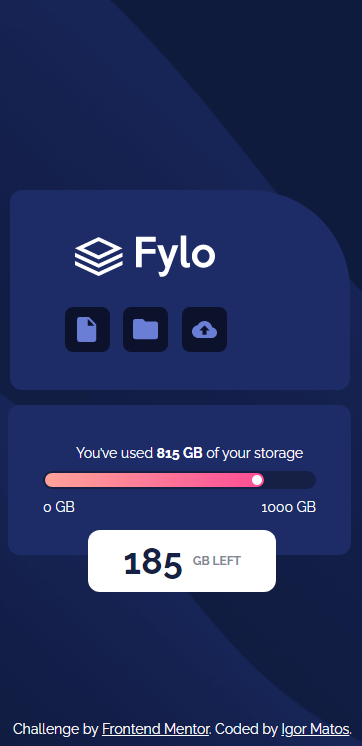 Fylo
You've used 815 GB of your storage
0 GB 1000 GB
185 GB LEFT
Challenge by Frontend Mentor. Coded by Igor Matos.